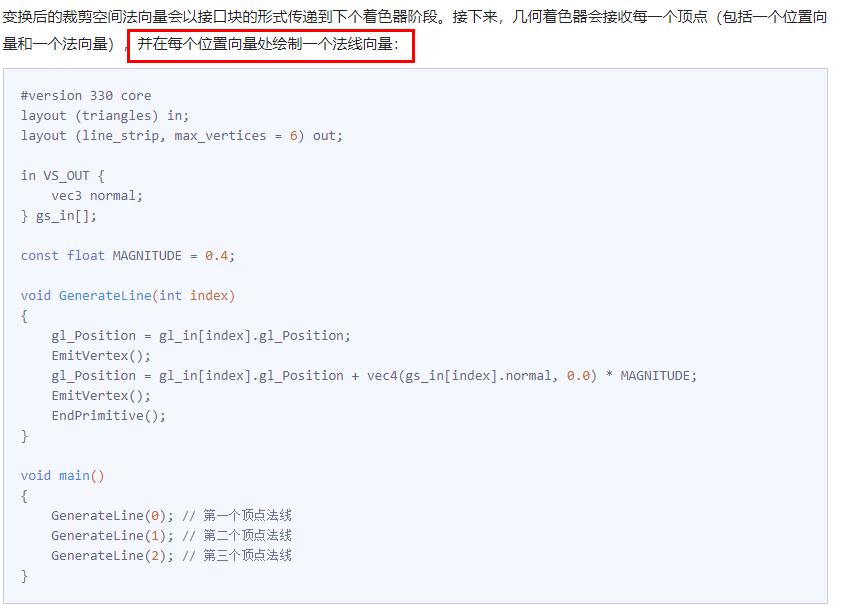 变换后的裁剪空间法向量会以接口块的形式传递到下个着色器阶段。接下来，几何着色器会接收每一个顶点（包括一个位置向
量和一个法向量），并在每个位置向量处绘制一个法线向量：
#version 330 core
layout (triangles) in;
layout (line_strip, max_vertices = 6) out;
in VS_OUT {
    vec3 normal;
} gs_in[];
const float MAGNITUDE = 0.4;
void GenerateLine(int index)
{
    gl_Position = gl_in[index].gl_Position;
    EmitVertex();
    gl_Position = gl_in[index].gl_Position + vec4(gs_in[index].normal, 0.0) * MAGNITUDE;
    EmitVertex();
    EndPrimitive();
}
void main()
{
    GenerateLine(0); // 第一个顶点法线
    GenerateLine(1); // 第二个顶点法线
    GenerateLine(2); // 第三个顶点法线
}